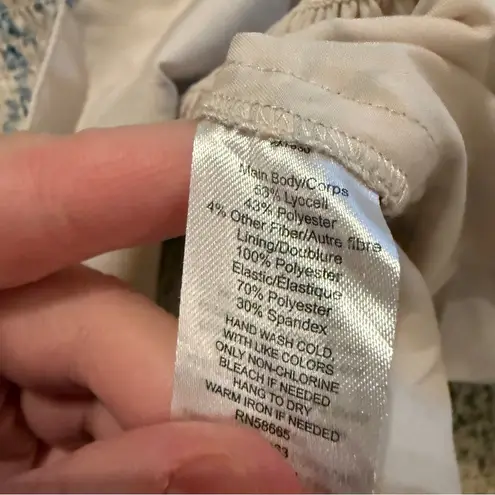 Main Body/Corps
53% Lyocell
43% Polyester
4% Other Fiber/Autre fibre
Lining/Doublure
100% Polyester
Elastic/Elastique
70% Polyester
30% Spandex
HAND WASH COLD
WITH LIKE COLORS
ONLY NON-CHLORINE
BLEACH IF NEEDED
HANG TO DRY
WARM IRON IF NEEDED
RN58665